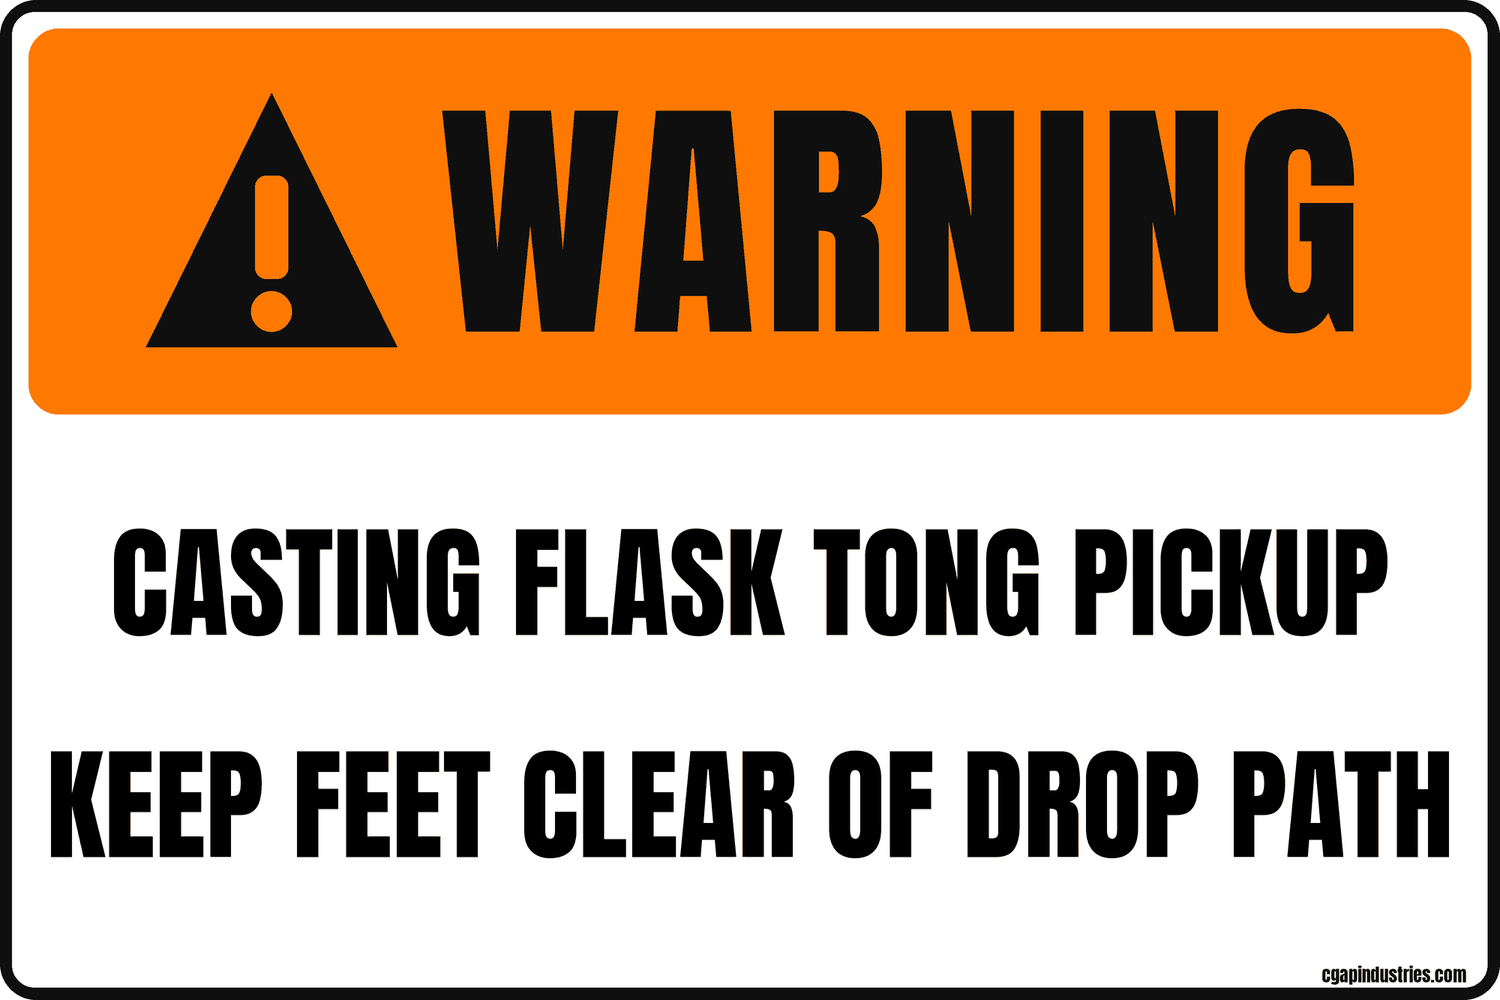 WARNING
CASTING FLASK TONG PICKUP
KEEP FEET CLEAR OF DROP PATH
cgapindustries.com